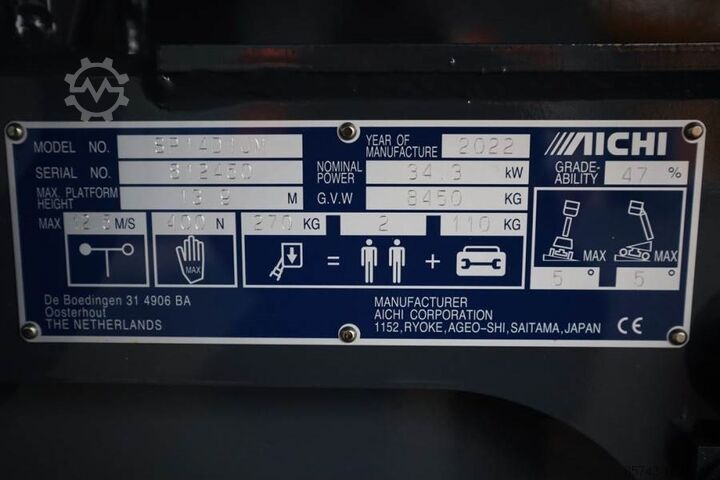 MODEL NO. SP14D1JM YEAR OF MANUFACTURE 2022 AICHI
SERIAL NO. 812460 NOMINAL POWER 34.3 kW GRADE-ABILITY 47 %
MAX. PLATFORM HEIGHT 13.8 M G.V.W 8450 KG
MAX 12.5 M/S 400 N 270 KG 2 110 KG
MAX
=
+
MAX 5 °
MAX 5 °
De Boedingen 31 4906 BA
Oosterhout
THE NETHERLANDS
MANUFACTURER
AICHI CORPORATION
1152,RYOKE,AGEO-SHI,SAITAMA,JAPAN
CE